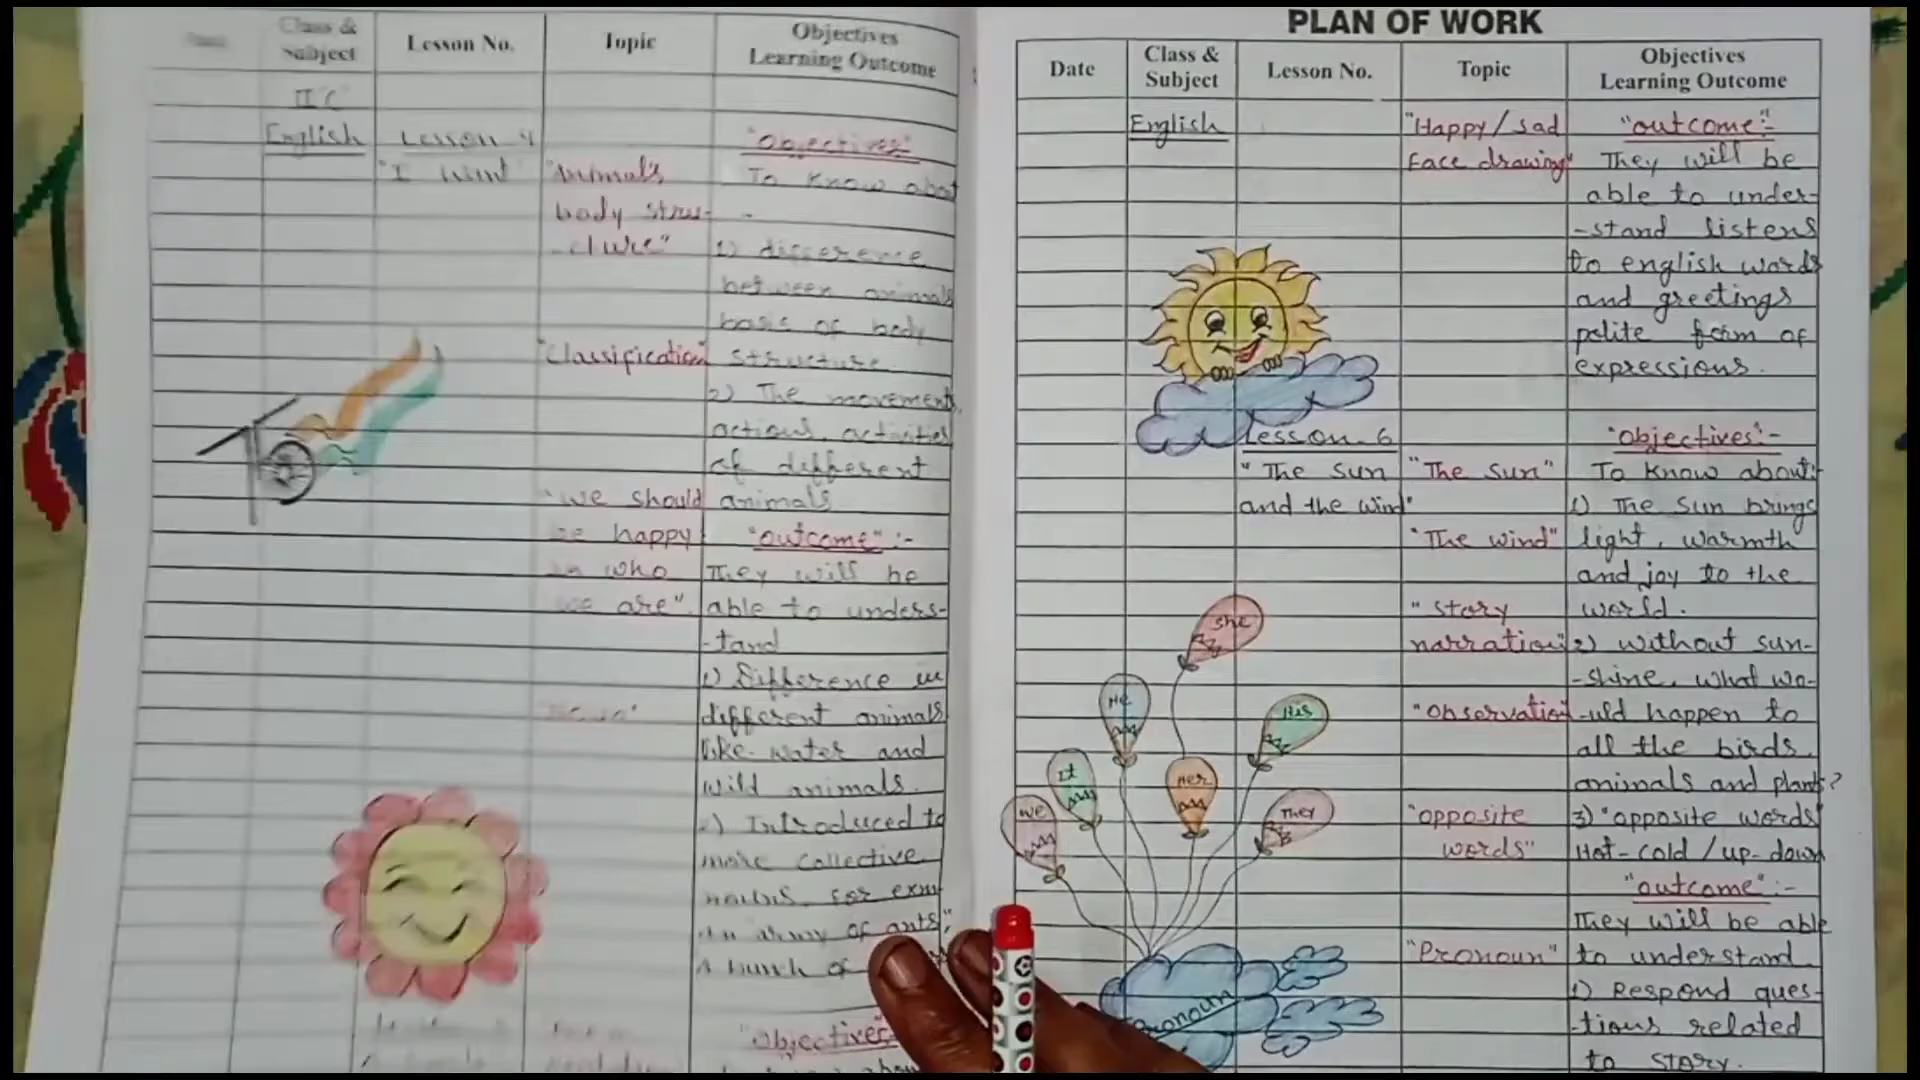 Class &
Subject
Lesson No.
Topic
Objectives
Learning Outcome
II C
English
Lesson 4
"I want"
"Animal's
body stru-
-cture"
"Classification"
"we should
be happy
in who
we are".
"Objectives"
To know about
1) difference
between animals
basis of body
structure
2) The movement,
actions, activities
of different
animals
"outcome" :-
They will be
able to unders-
-tand
1) Difference in
different animals
like water and
wild animals.
2) Introduced to
more collective
nouns. for exm
An army of ants,
A bunch of
"Objectives"
PLAN OF WORK
Date
Class &
Subject
Lesson No.
Topic
Objectives
Learning Outcome
English
"Happy/sad
face drawing"
"outcome":-
They will be
able to under-
-stand listens
to english words
and greetings
polite form of
expressions.
Lesson-6
"The sun
and the wind"
"The sun"
"The wind"
"story
narration"
"observation"
"opposite
words"
"Pronoun"
"objectives":-
To know about:-
1) The sun brings
light, warmth
and joy to the
world.
2) without sun-
-shine, what wo-
-uld happen to
all the birds,
animals and plants?
3) "opposite words"
Hot-cold/up-down
"outcome":-
They will be able
to understand
1) Respond ques-
-tions related
to story.
she
He
His
It
Her
we
They
Pronoun